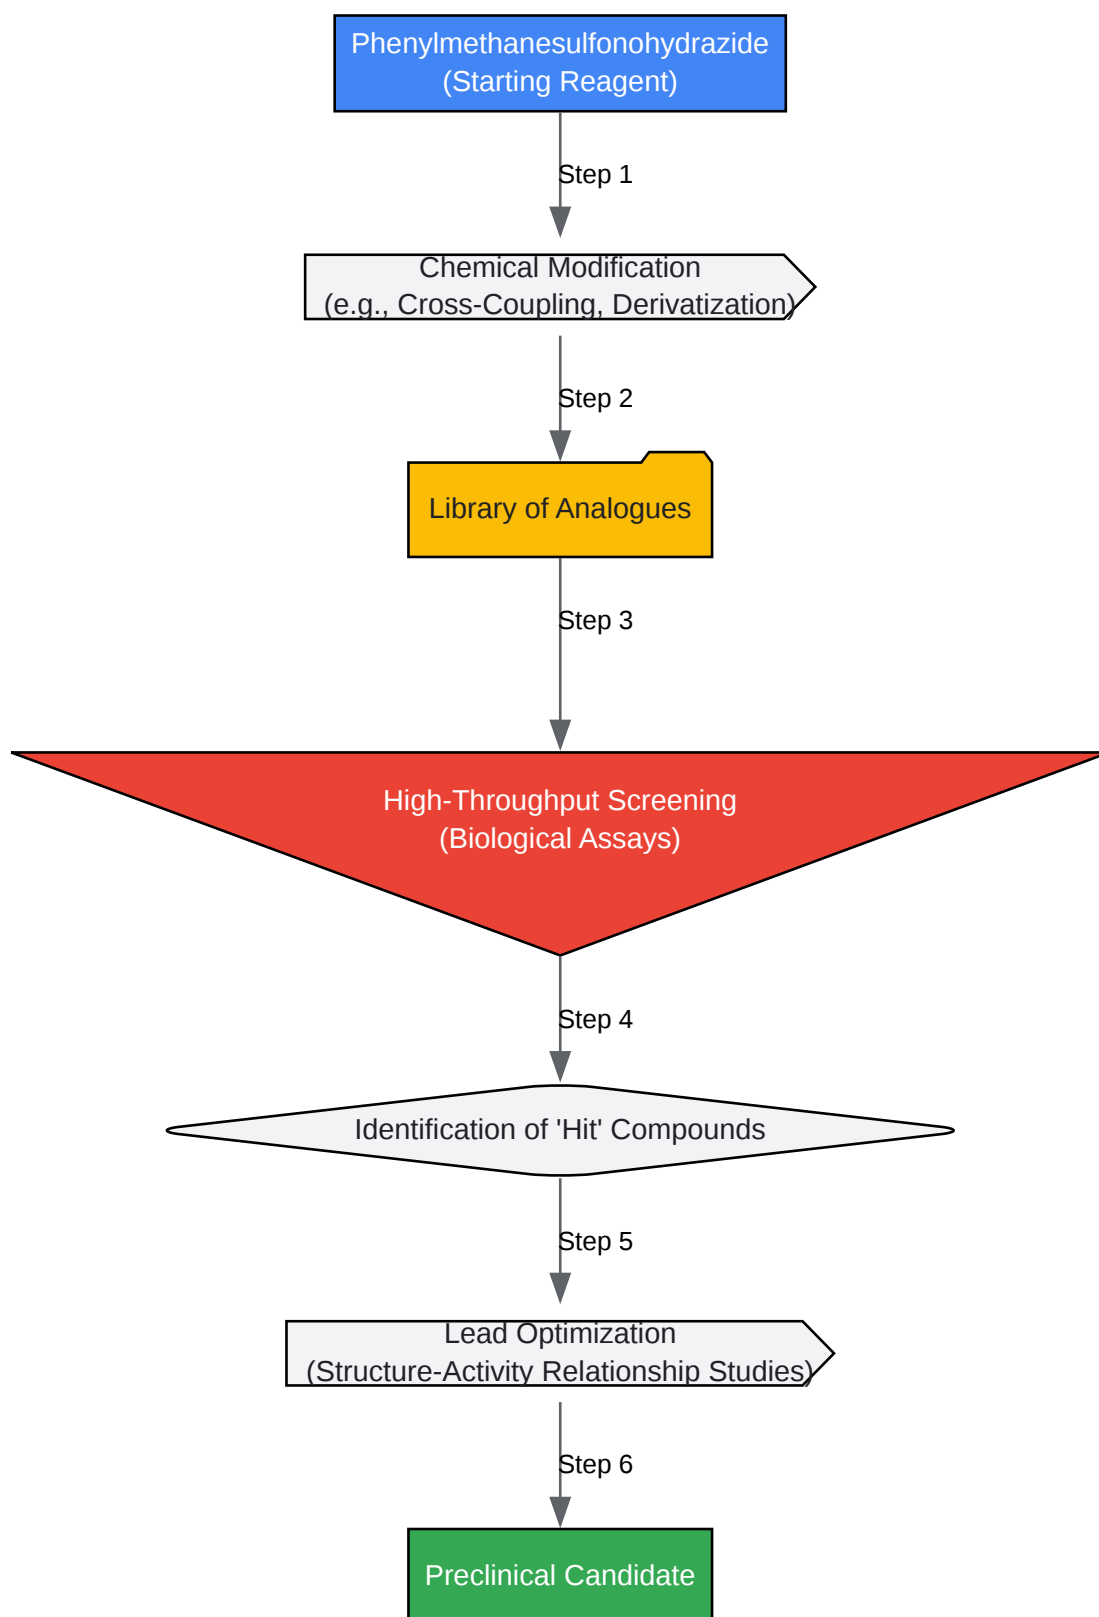 Phenylmethanesulfonohydrazide
(Starting Reagent)
Step 1
Chemical Modification
(e.g., Cross-Coupling, Derivatization)
Step 2
Library of Analogues
Step 3
High-Throughput Screening
(Biological Assays)
Step 4
Identification of 'Hit' Compounds
Step 5
Lead Optimization
(Structure-Activity Relationship Studies)
Step 6
Preclinical Candidate